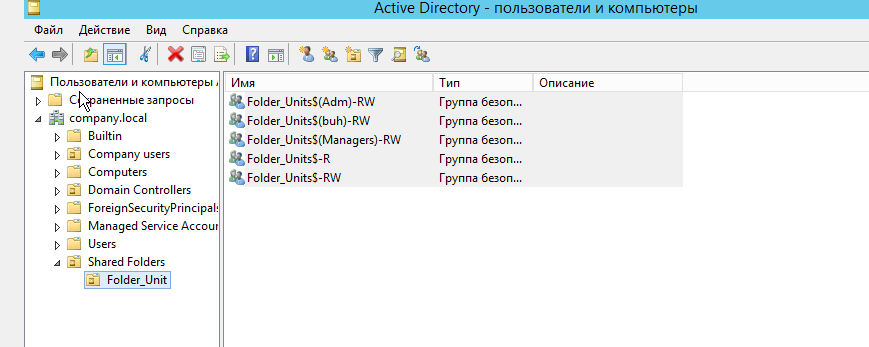 Active Directory - пользователи и компьютеры
Файл Действие Вид Справка
Пользователи и компьютеры
Сохраненные запросы
company.local
Builtin
Company users
Computers
Domain Controllers
ForeignSecurityPrincipals
Managed Service Accour
Users
Shared Folders
Folder_Unit
Имя Тип Описание
Folder_Units$(Adm)-RW Группа безоп...
Folder_Units$(buh)-RW Группа безоп...
Folder_Units$(Managers)-RW Группа безоп...
Folder_Units$-R Группа безоп...
Folder_Units$-RW Группа безоп...